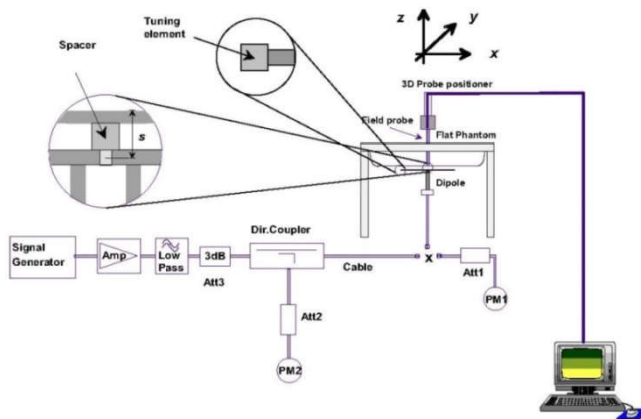 Tuning
element
Spacer
s
z
y
x
3D Probe positioner
Field probe
Flat Phantom
Dipole
Signal
Generator
Amp
Low
Pass
3dB
Att3
Dir.Coupler
Cable
x
Att1
PM1
Att2
PM2